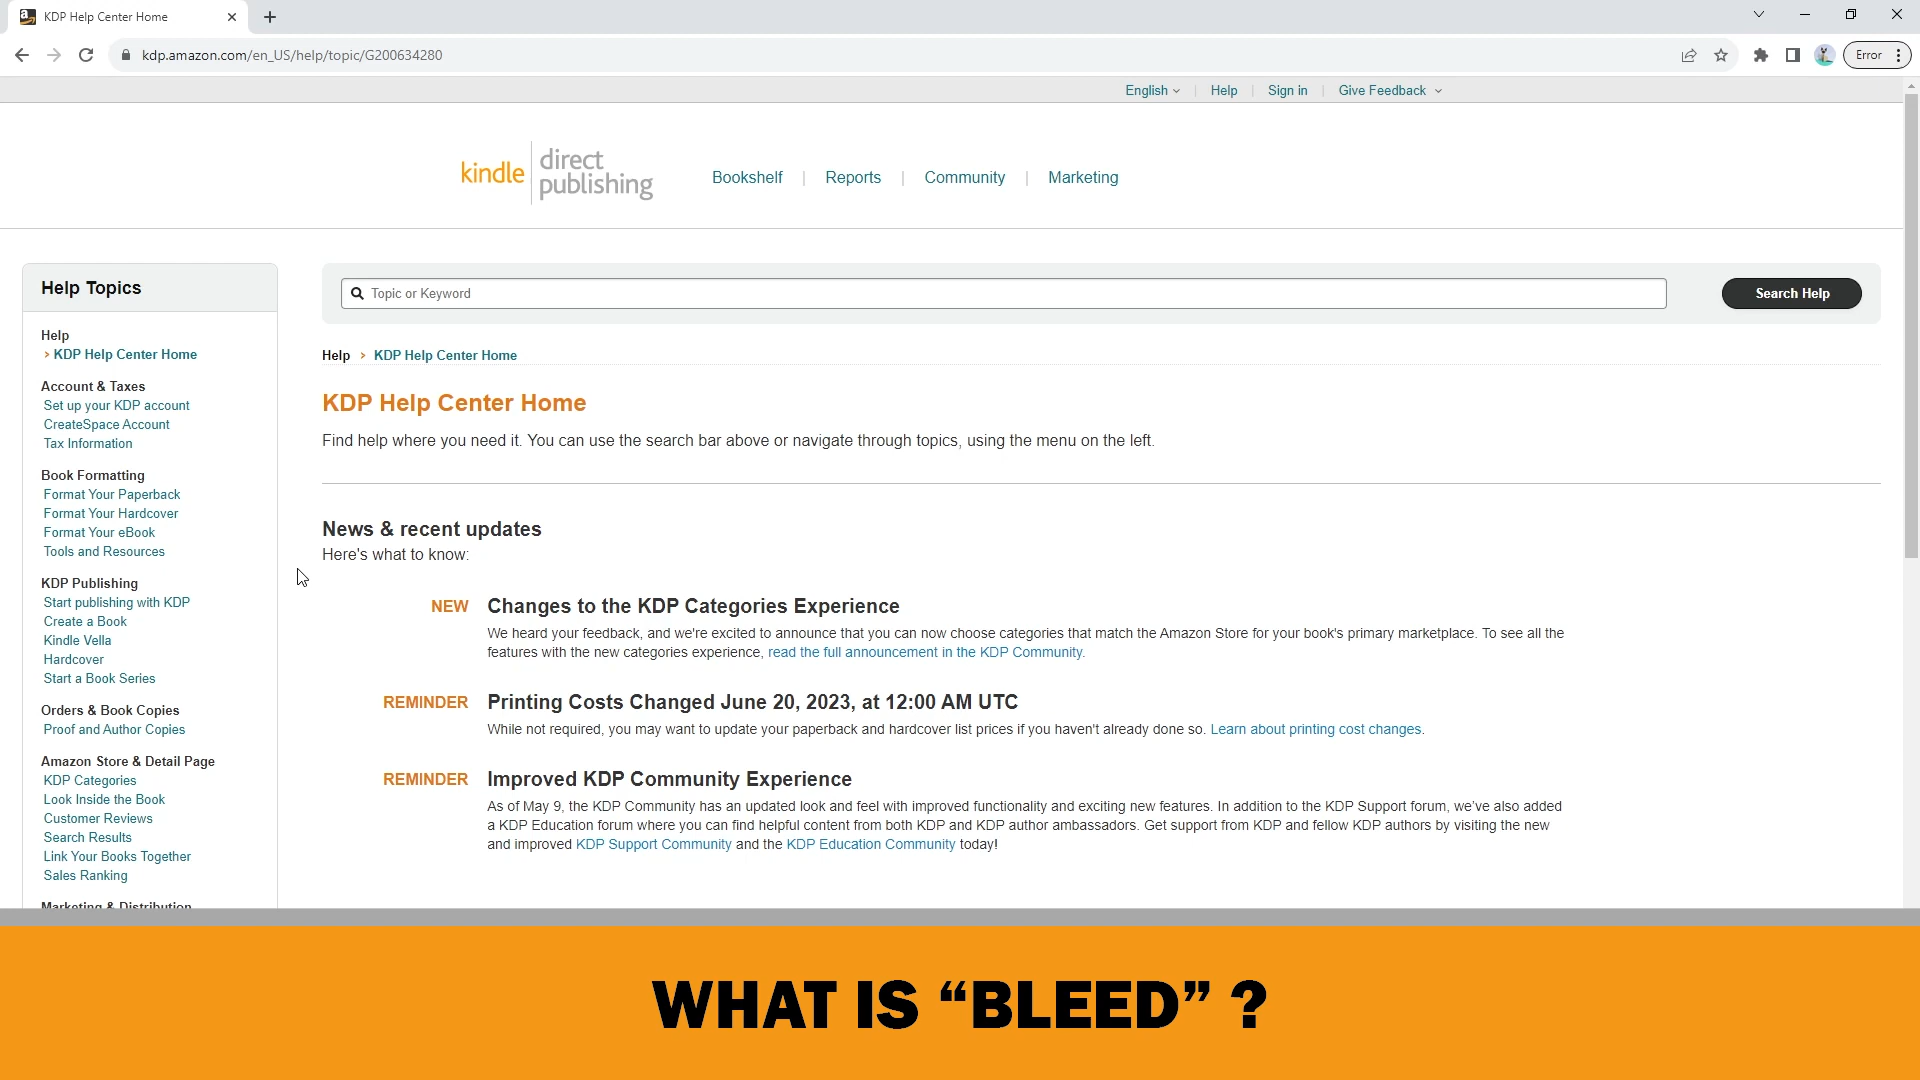 KDP Help Center Home
kdp.amazon.com/en_US/help/topic/G200634280
Error
English
Help
Sign in
Give Feedback
kindle direct publishing
Bookshelf
Reports
Community
Marketing
Help Topics
Help
› KDP Help Center Home
Account & Taxes
Set up your KDP account
CreateSpace Account
Tax Information
Book Formatting
Format Your Paperback
Format Your Hardcover
Format Your eBook
Tools and Resources
KDP Publishing
Start publishing with KDP
Create a Book
Kindle Vella
Hardcover
Start a Book Series
Orders & Book Copies
Proof and Author Copies
Amazon Store & Detail Page
KDP Categories
Look Inside the Book
Customer Reviews
Search Results
Link Your Books Together
Sales Ranking
Marketing & Distribution
Topic or Keyword
Search Help
Help › KDP Help Center Home
KDP Help Center Home
Find help where you need it. You can use the search bar above or navigate through topics, using the menu on the left.
News & recent updates
Here's what to know:
NEW Changes to the KDP Categories Experience
We heard your feedback, and we're excited to announce that you can now choose categories that match the Amazon Store for your book's primary marketplace. To see all the
features with the new categories experience, read the full announcement in the KDP Community.
REMINDER Printing Costs Changed June 20, 2023, at 12:00 AM UTC
While not required, you may want to update your paperback and hardcover list prices if you haven't already done so. Learn about printing cost changes.
REMINDER Improved KDP Community Experience
As of May 9, the KDP Community has an updated look and feel with improved functionality and exciting new features. In addition to the KDP Support forum, we've also added
a KDP Education forum where you can find helpful content from both KDP and KDP author ambassadors. Get support from KDP and fellow KDP authors by visiting the new
and improved KDP Support Community and the KDP Education Community today!
WHAT IS “BLEED” ?